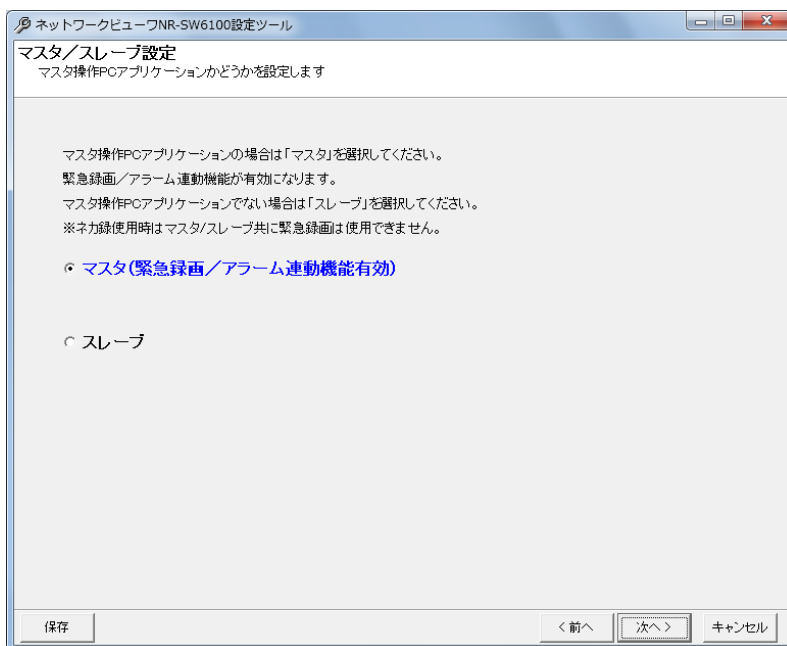 ネットワークビューワNR-SW6100設定ツール
マスタ／スレーブ設定
マスタ操作PCアプリケーションかどうかを設定します
マスタ操作PCアプリケーションの場合は「マスタ」を選択してください。
緊急録画／アラーム連動機能が有効になります。
マスタ操作PCアプリケーションでない場合は「スレーブ」を選択してください。
※ネカ録使用時はマスタ/スレーブ共に緊急録画は使用できません。
マスタ(緊急録画／アラーム連動機能有効)
スレーブ
保存
＜前へ
次へ＞
キャンセル